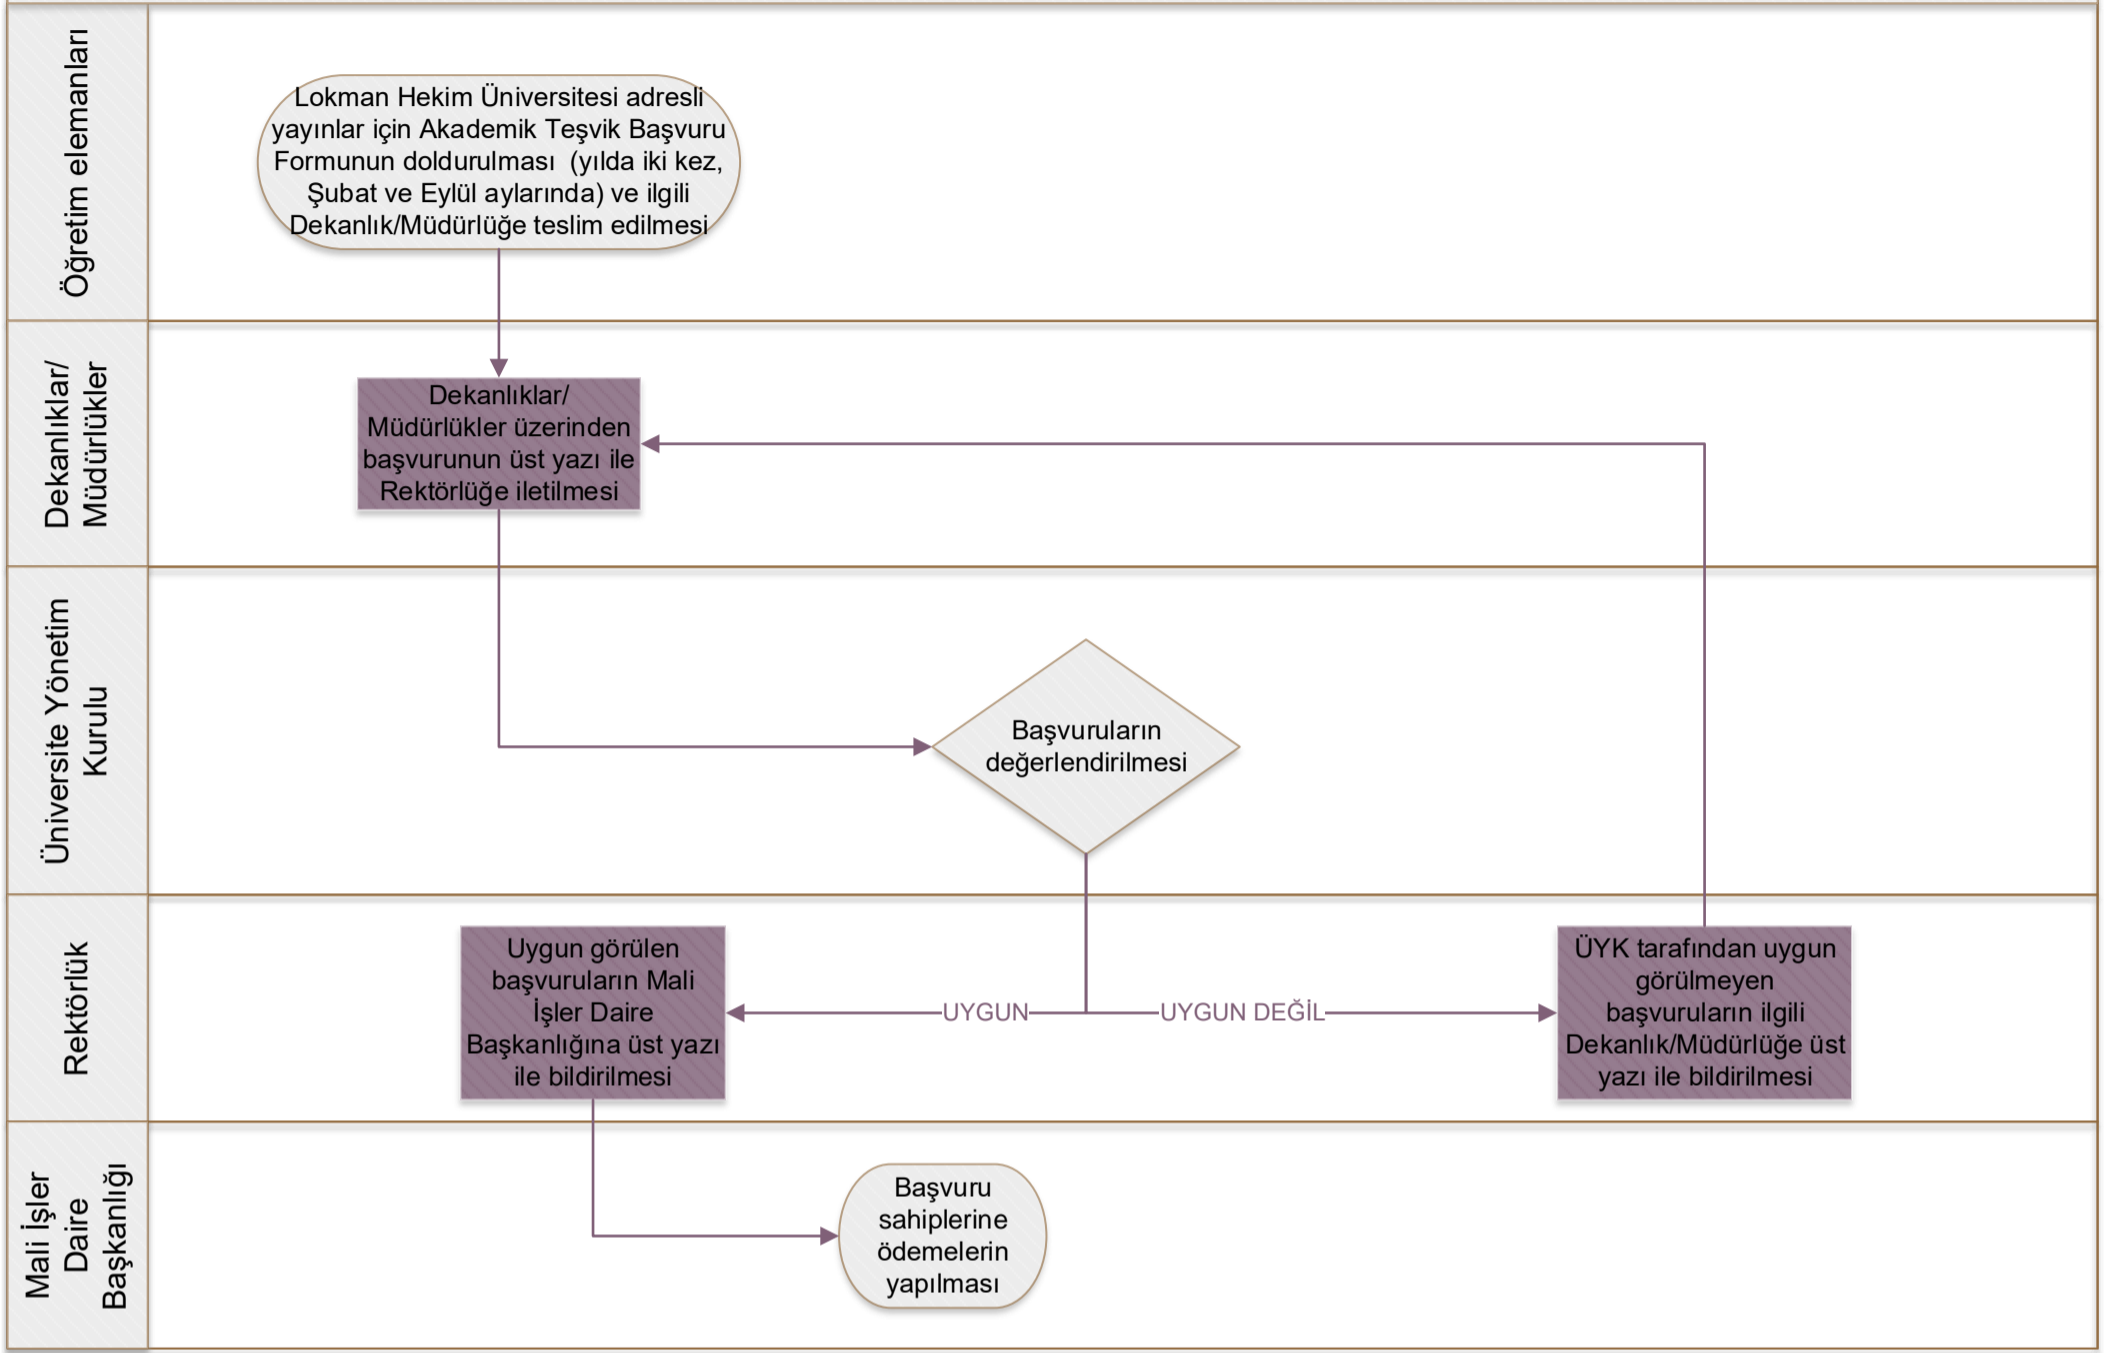 Öğretim elemanları
Lokman Hekim Üniversitesi adresli
yayınlar için Akademik Teşvik Başvuru
Formunun doldurulması  (yılda iki kez,
Şubat ve Eylül aylarında) ve ilgili
Dekanlık/Müdürlüğe teslim edilmesi
Dekanlıklar/
Müdürlükler
Dekanlıklar/
Müdürlükler üzerinden
başvurunun üst yazı ile
Rektörlüğe iletilmesi
Üniversite Yönetim
Kurulu
Başvuruların
değerlendirilmesi
Rektörlük
Uygun görülen
başvuruların Mali
İşler Daire
Başkanlığına üst yazı
ile bildirilmesi
UYGUN
UYGUN DEĞİL
ÜYK tarafından uygun
görülmeyen
başvuruların ilgili
Dekanlık/Müdürlüğe üst
yazı ile bildirilmesi
Mali İşler
Daire
Başkanlığı
Başvuru
sahiplerine
ödemelerin
yapılması